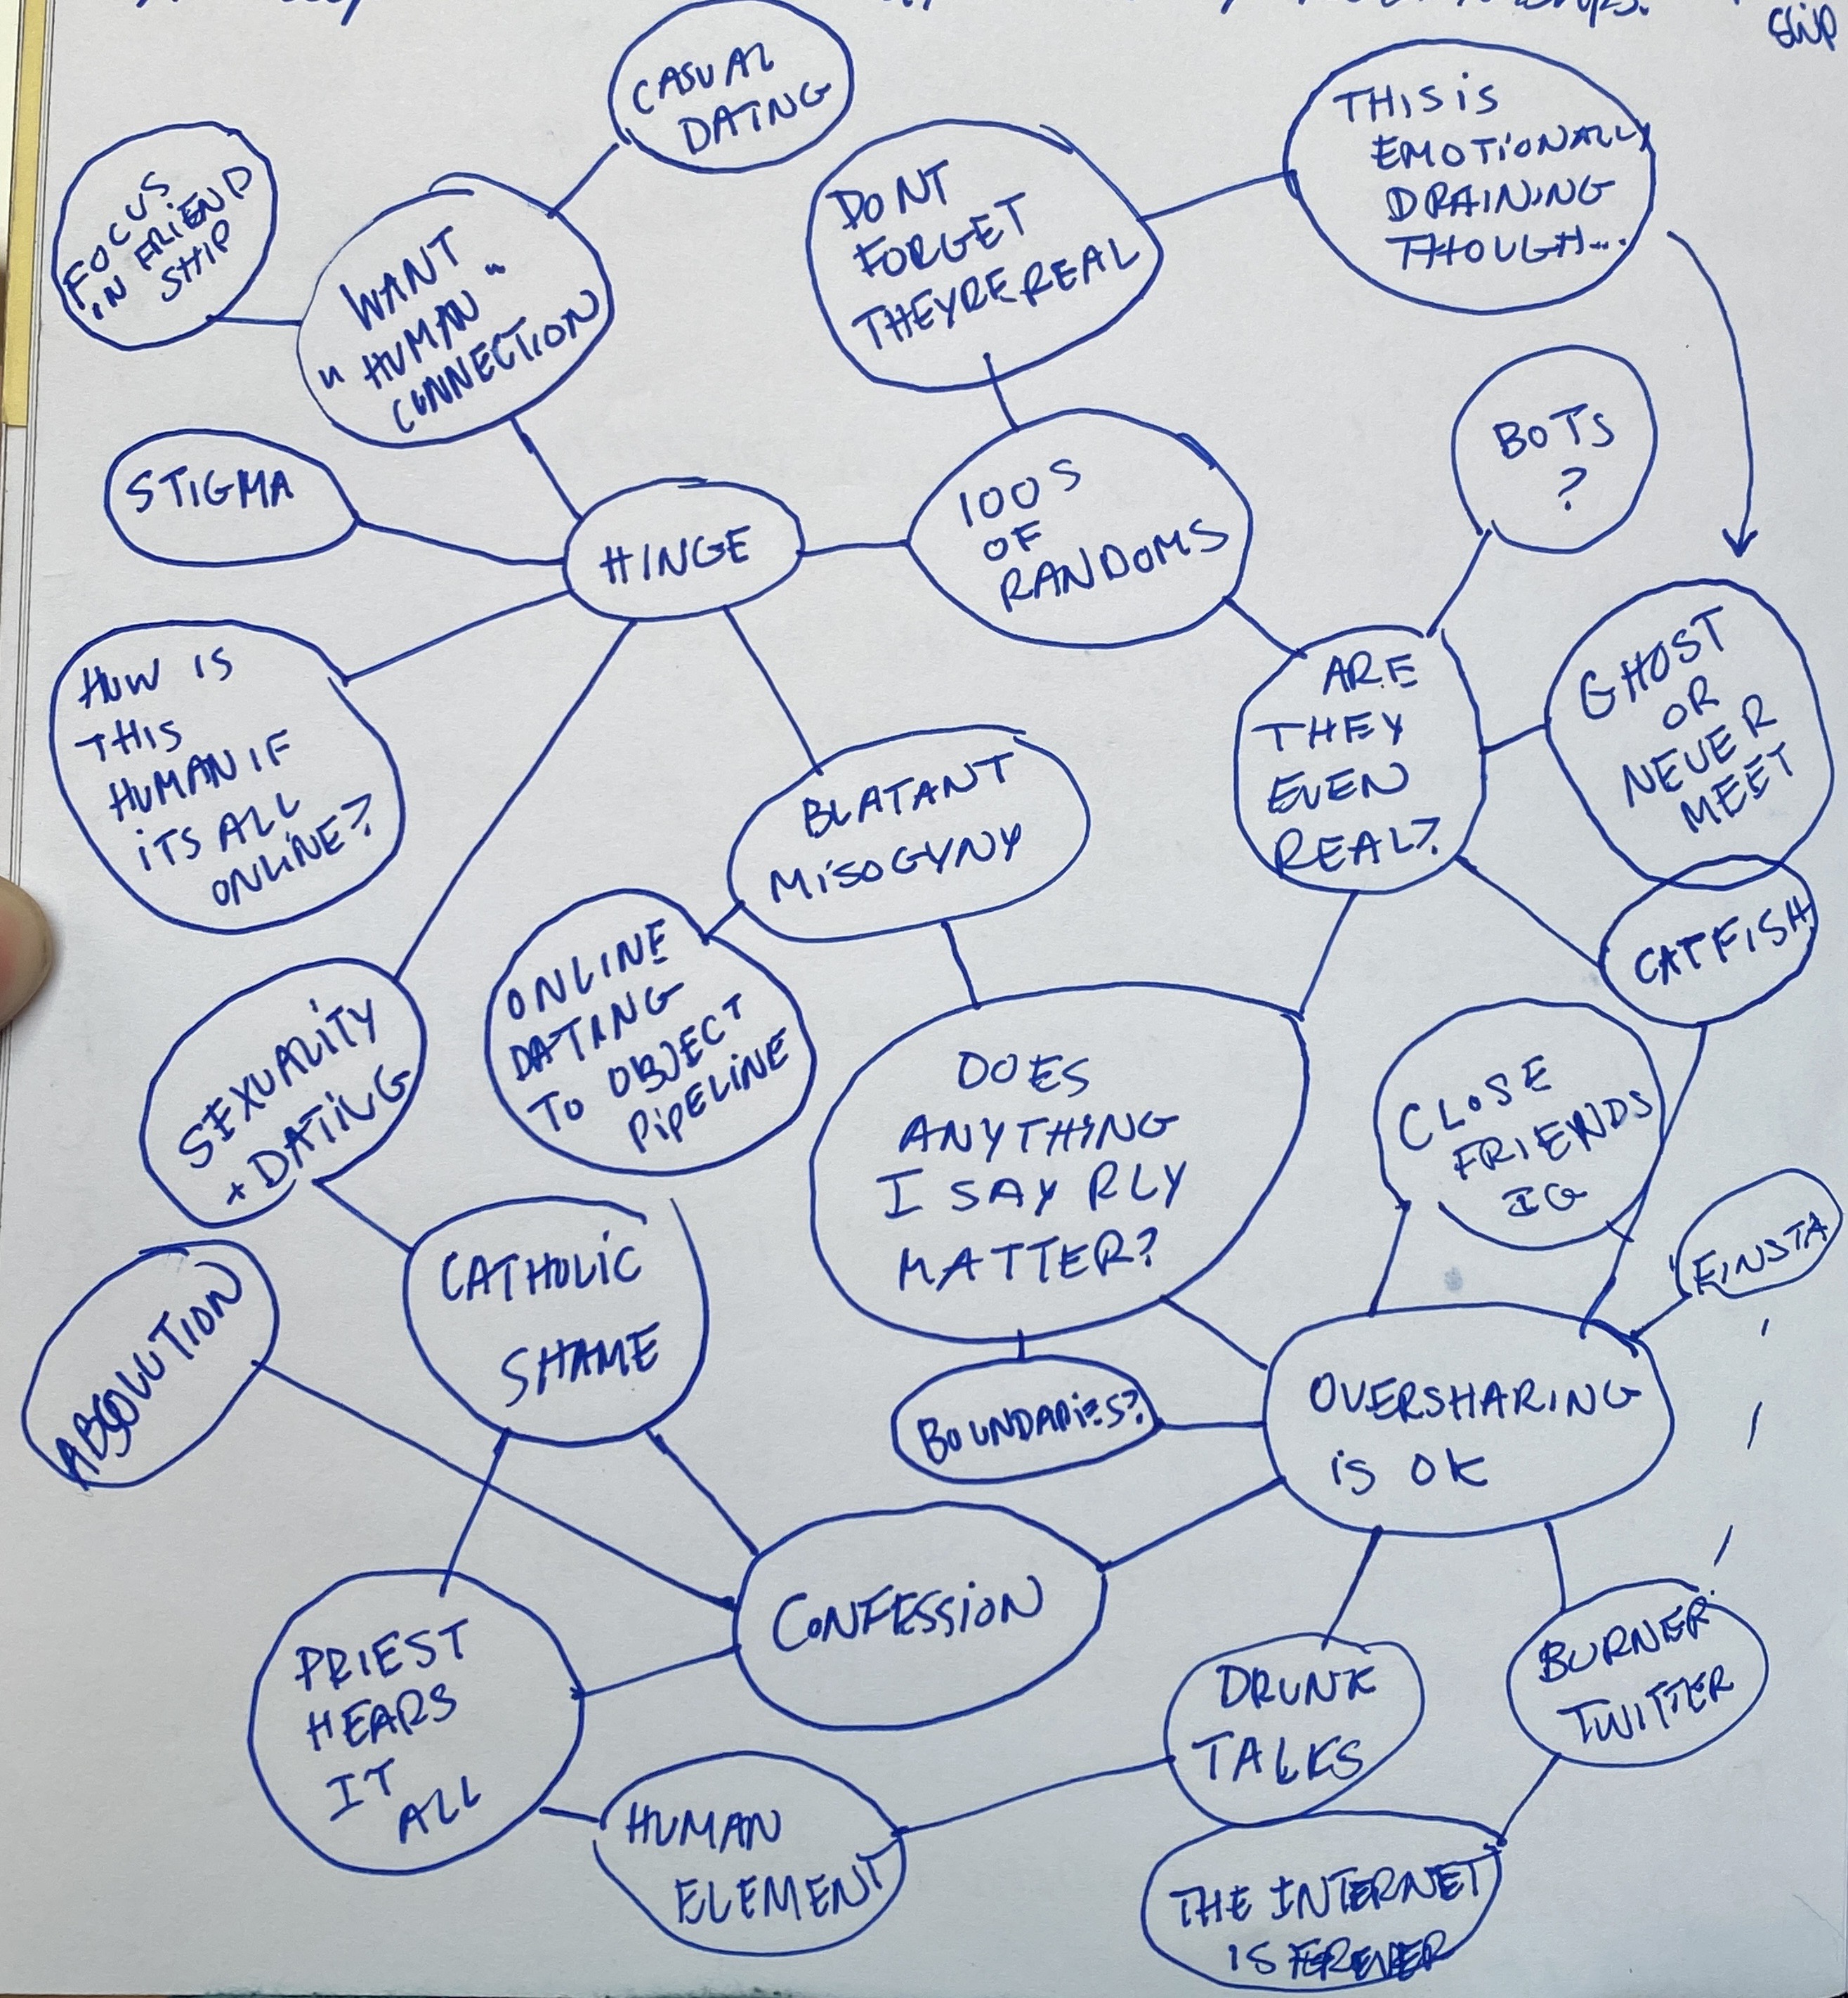 ship
CASUAL
DATING
FOCUS
IN FRIEND
SHIP
WANT
"HUMAN"
CONNECTION
DONT
FORGET
THEYRE REAL
THIS IS
EMOTIONALLY
DRAINING
THOUGH...
STIGMA
HINGE
100S
OF
RANDOMS
BOTS
?
HOW IS
THIS
HUMAN IF
ITS ALL
ONLINE?
BLATANT
MISOGYNY
ARE
THEY
EVEN
REAL?
GHOST
OR
NEVER
MEET
CATFISH
SEXUALITY
+ DATING
ONLINE
DATING
TO OBJECT
PIPELINE
DOES
ANYTHING
I SAY RLY
MATTER?
CLOSE
FRIENDS
IG
FINSTA
ABSOLUTION
CATHOLIC
SHAME
BOUNDARIES?
OVERSHARING
IS OK
CONFESSION
PRIEST
HEARS
IT
ALL
HUMAN
ELEMENT
DRUNK
TALKS
BURNER
TWITTER
THE INTERNET
IS FOREVER